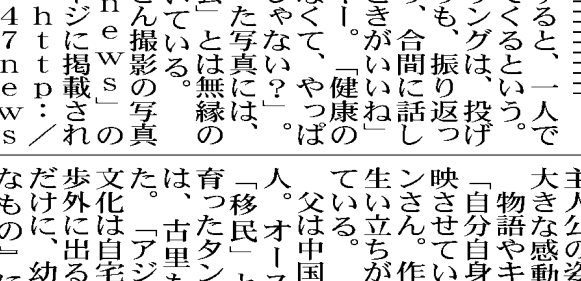 すると、一人で
てくるという。
ングは、投げ
りも、振り返っ
、合間に話し
ときがいいね」
ー。「健康の
なくて、やっぱ
ゃない?」。
た写真には、
」とは無縁の
いている。
さん撮影の写真
news」の
ジに掲載され
http:/
47news
主人公の姿
大きな感動
物語やキ
「自分自身
映させてい
ンさん。作
生い立ちが
ている。
父は中国
人。オース
「移民」と
育ったタン
は、古里も
た。「アジ
文化は自宅
歩外に出る
だけに、幼
なもの』に